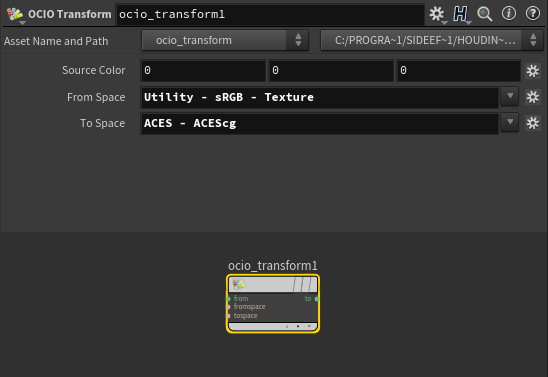 OCIO Transform ocio_transform1
Asset Name and Path ocio_transform C:/PROGRA~1/SIDEEF~1/HOUDIN~...
Source Color 0 0 0
From Space Utility - sRGB - Texture
To Space ACES - ACEScg
ocio_transform1
from to
fromspace
tospace